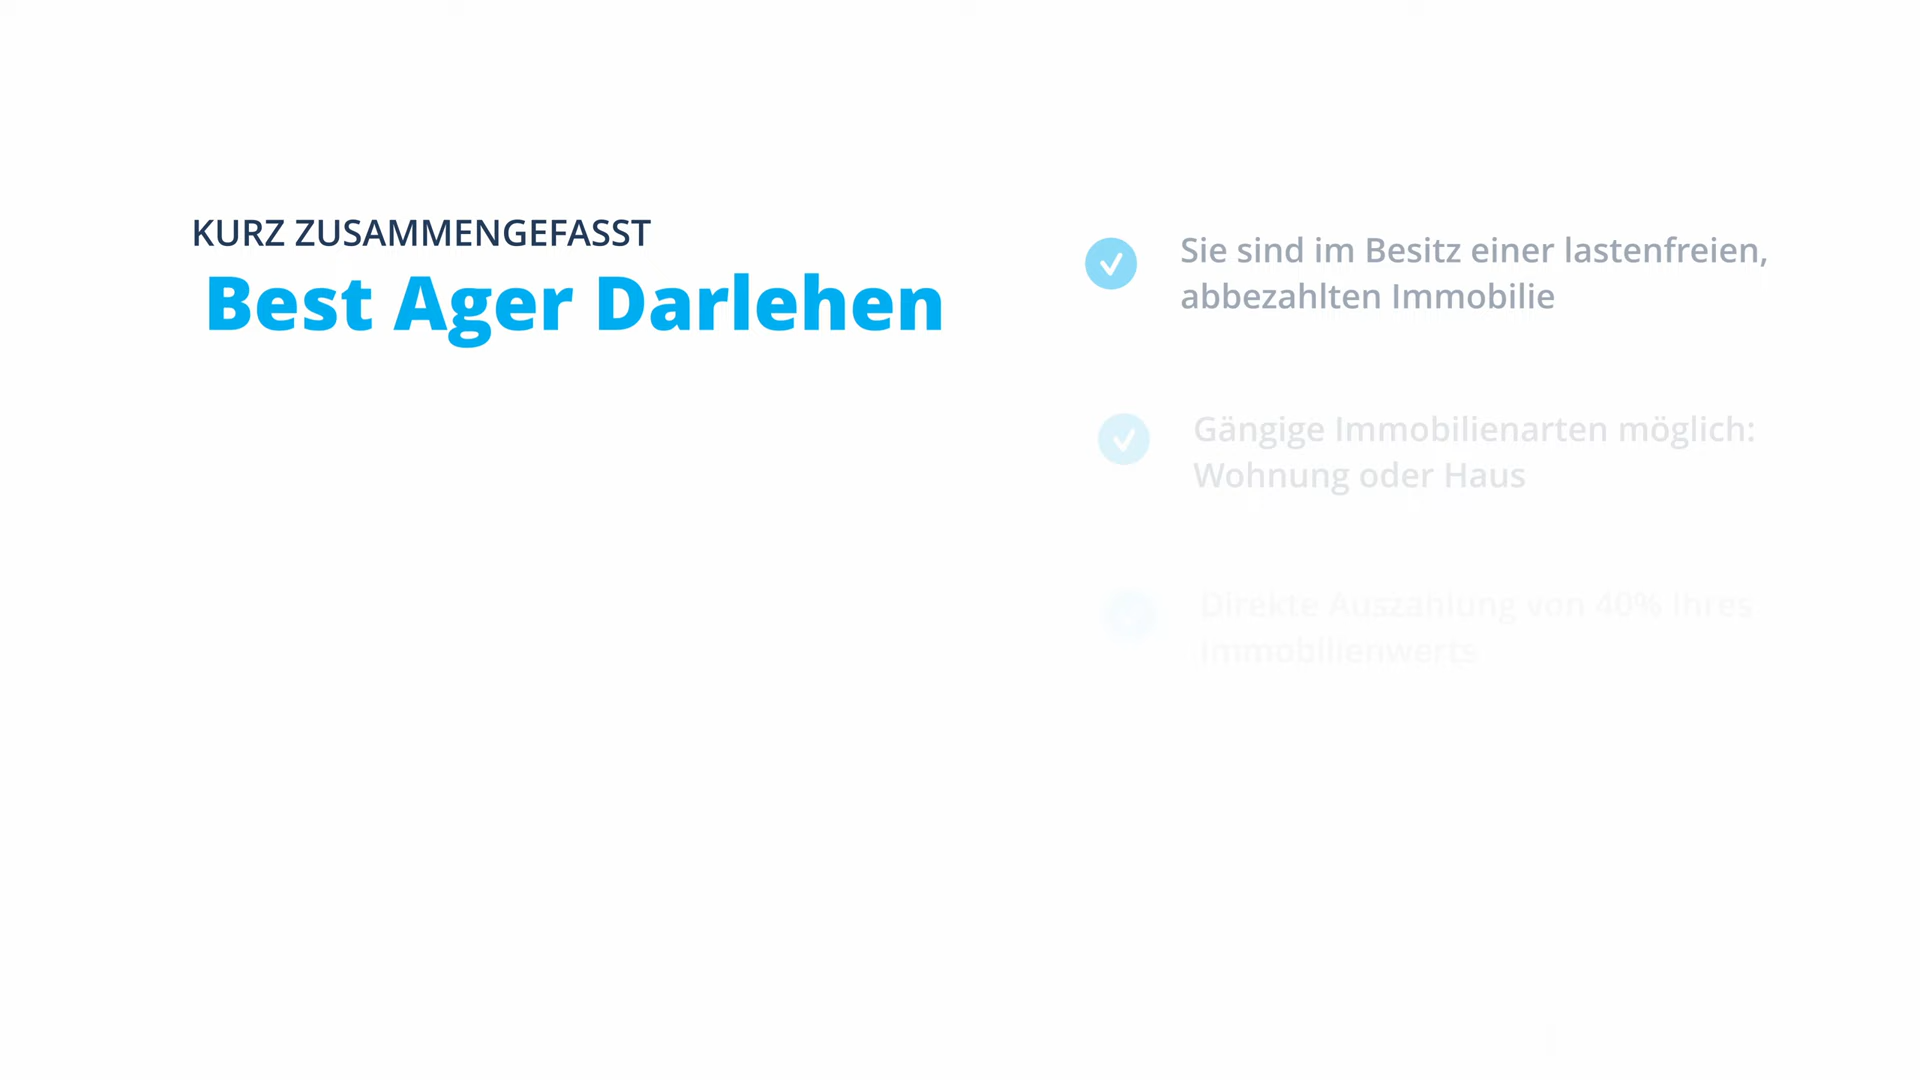 KURZ ZUSAMMENGEFASST
Best Ager Darlehen
Sie sind im Besitz einer lastenfreien,
abbezahlten Immobilie
Gängige Immobilienarten möglich:
Wohnung oder Haus
Direkte Auszahlung von 40% Ihres
Immobilienwerts